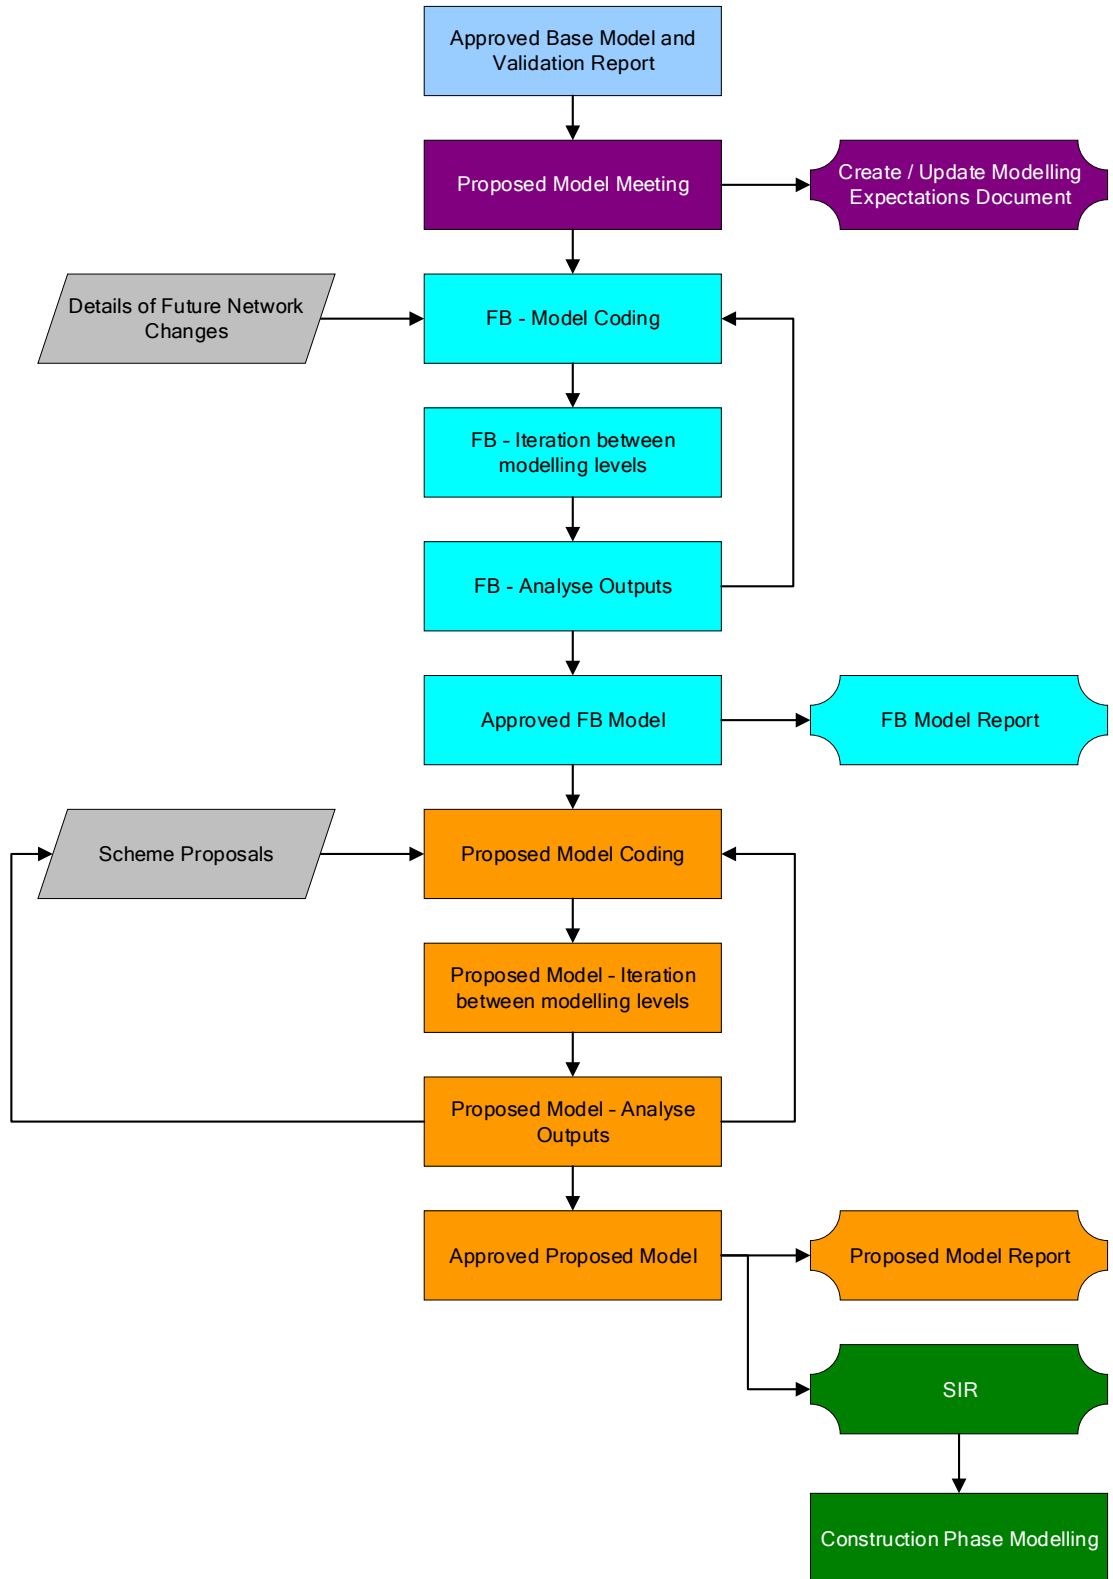 Approved Base Model and
Validation Report
Proposed Model Meeting
Create / Update Modelling
Expectations Document
Details of Future Network
Changes
FB - Model Coding
FB - Iteration between
modelling levels
FB - Analyse Outputs
Approved FB Model
FB Model Report
Scheme Proposals
Proposed Model Coding
Proposed Model - Iteration
between modelling levels
Proposed Model - Analyse
Outputs
Approved Proposed Model
Proposed Model Report
SIR
Construction Phase Modelling